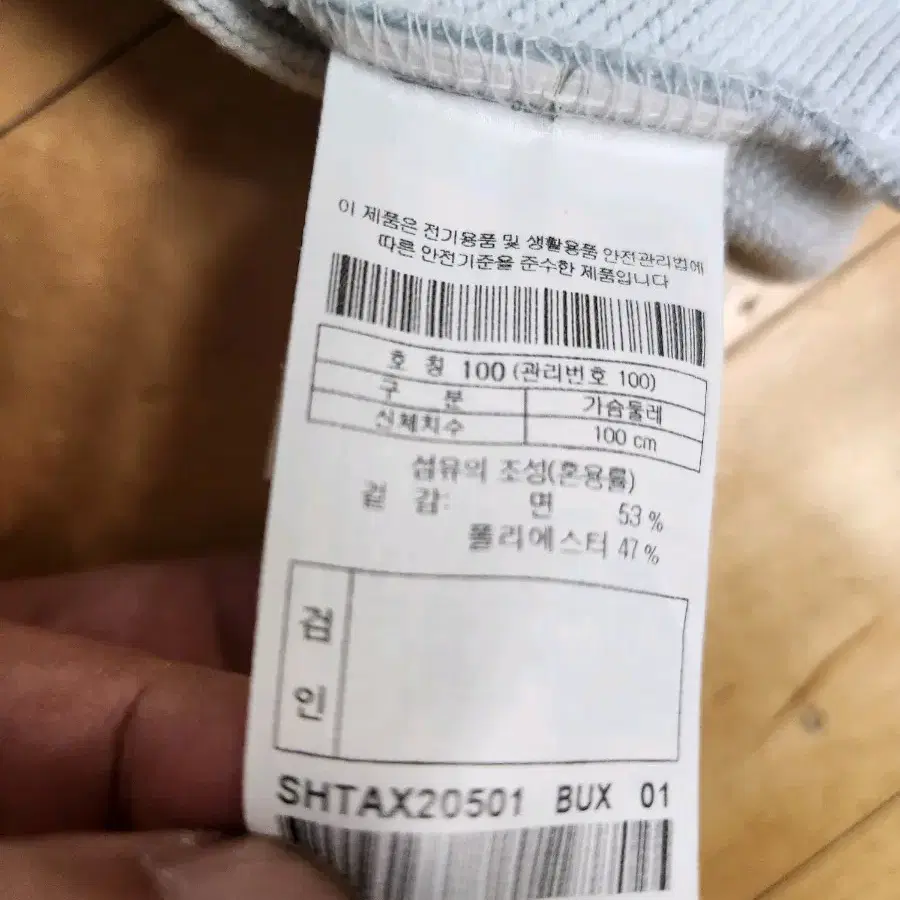 이 제품은 전기용품 및 생활용품 안전관리법에
따른 안전기준을 준수한 제품입니다
호 칭 100 (관리번호 100)
구 분 가슴둘레
신체치수 100 cm
섬유의 조성(혼용률)
겉 감: 면 53 %
폴리에스터 47 %
검
인
SHTAX20501 BUX 01